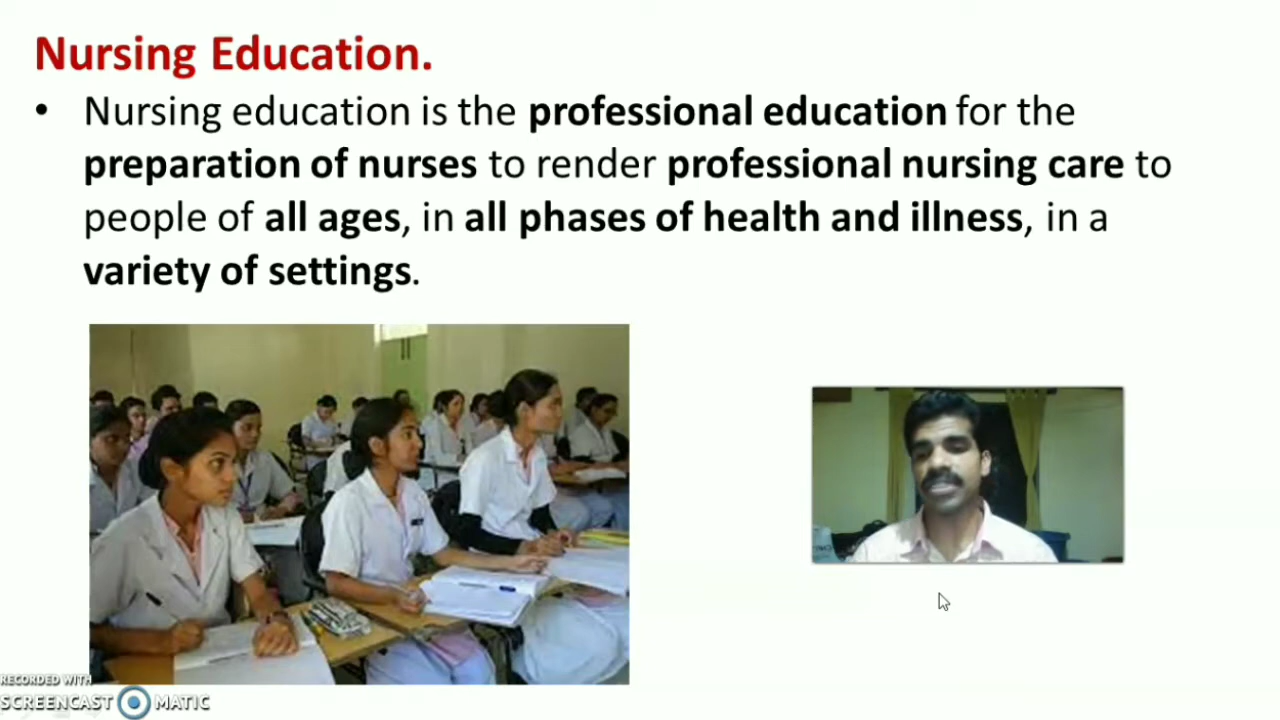 Nursing Education.
• Nursing education is the professional education for the
preparation of nurses to render professional nursing care to
people of all ages, in all phases of health and illness, in a
variety of settings.
RECORDED WITH
SCREENCAST MATIC